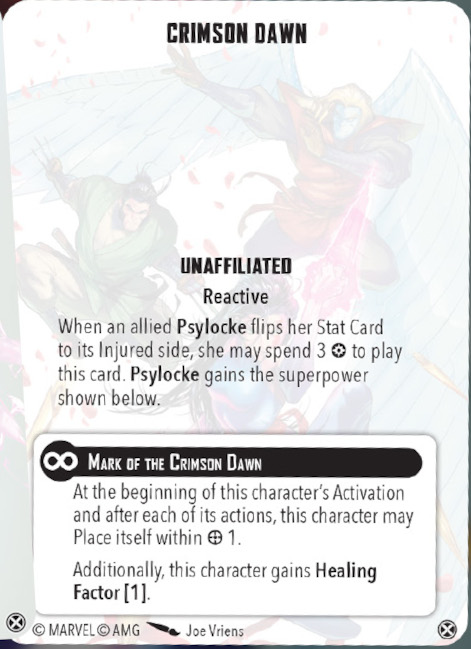 CRIMSON DAWN
UNAFFILIATED
Reactive
When an allied Psylocke flips her Stat Card
to its Injured side, she may spend 3 to play
this card. Psylocke gains the superpower
shown below.
MARK OF THE CRIMSON DAWN
At the beginning of this character's Activation
and after each of its actions, this character may
Place itself within 1.
Additionally, this character gains Healing
Factor [1].
© MARVEL © AMG Joe Vriens